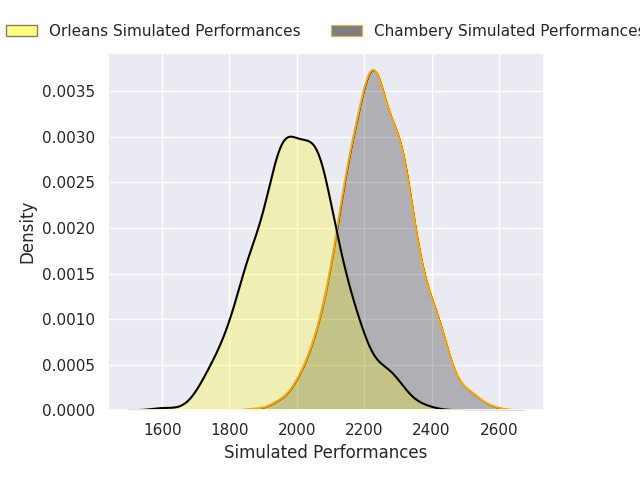 Orleans Simulated Performances
Chambery Simulated Performances
0.0035
0.0030
0.0025
0.0020
0.0015
0.0010
0.0005
0.0000
Density
1600 1800 2000 2200 2400 2600
Simulated Performances